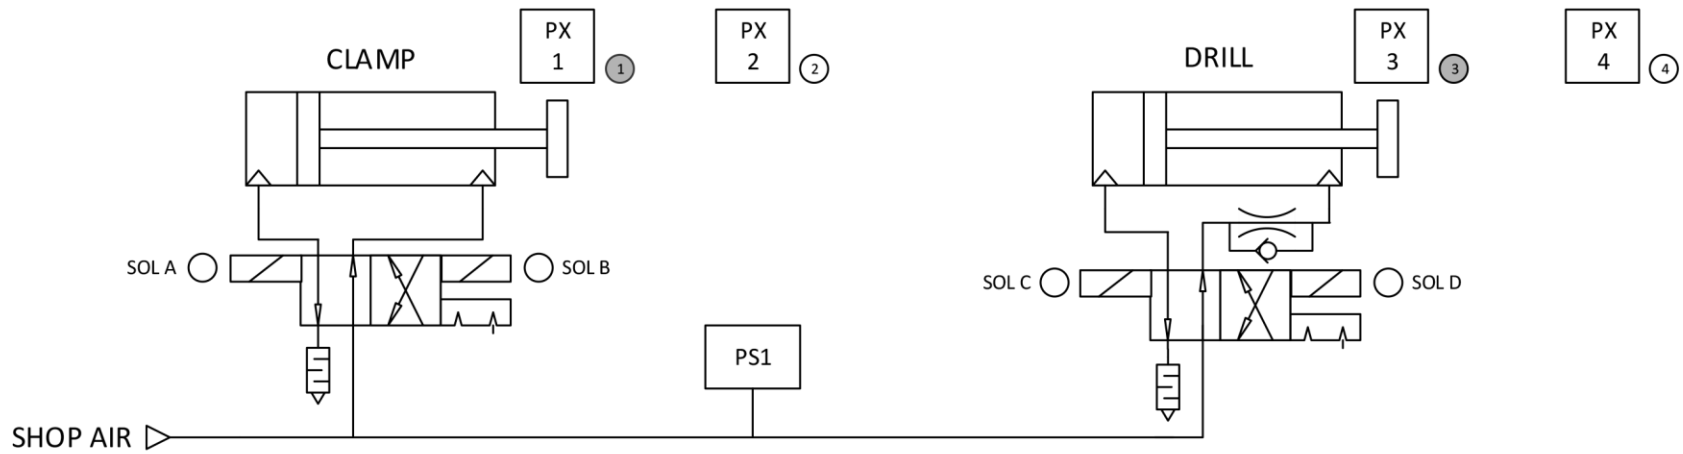 CLAMP
PX
1
1
PX
2
2
DRILL
PX
3
3
PX
4
4
SOL A
SOL B
SOL C
SOL D
PS1
SHOP AIR